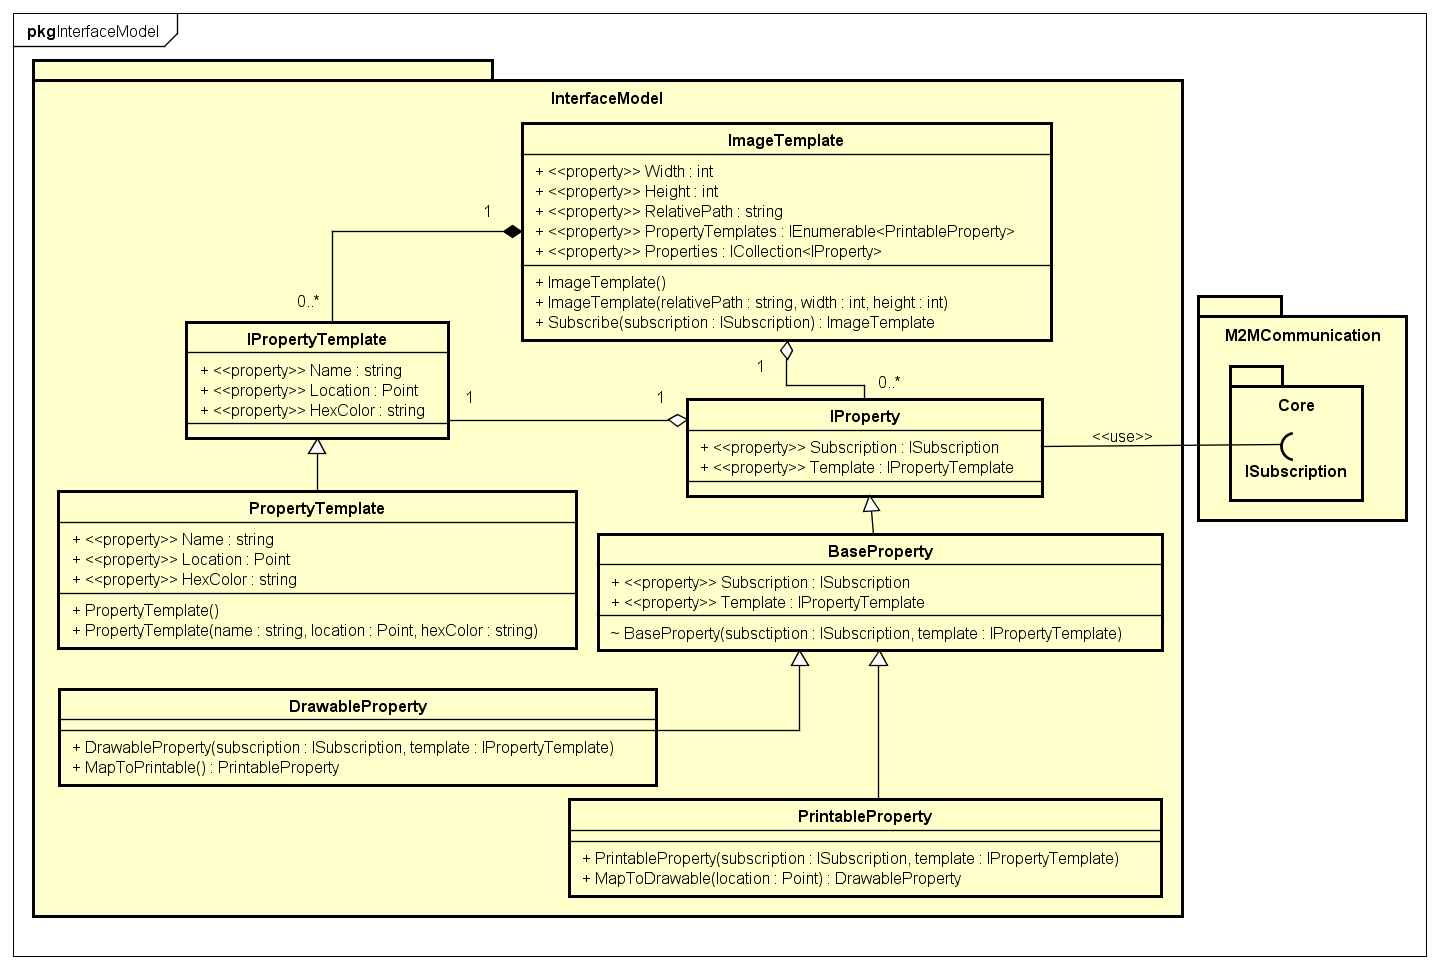 pkgInterfaceModel
InterfaceModel
ImageTemplate
+ <<property>> Width : int
+ <<property>> Height : int
+ <<property>> RelativePath : string
+ <<property>> PropertyTemplates : IEnumerable<PrintableProperty>
+ <<property>> Properties : ICollection<IProperty>
+ ImageTemplate()
+ ImageTemplate(relativePath : string, width : int, height : int)
+ Subscribe(subscription : ISubscription) : ImageTemplate
1
0..*
1
0..*
IPropertyTemplate
+ <<property>> Name : string
+ <<property>> Location : Point
+ <<property>> HexColor : string
1
1
IProperty
+ <<property>> Subscription : ISubscription
+ <<property>> Template : IPropertyTemplate
<<use>>
M2MCommunication
Core
ISubscription
PropertyTemplate
+ <<property>> Name : string
+ <<property>> Location : Point
+ <<property>> HexColor : string
+ PropertyTemplate()
+ PropertyTemplate(name : string, location : Point, hexColor : string)
BaseProperty
+ <<property>> Subscription : ISubscription
+ <<property>> Template : IPropertyTemplate
~ BaseProperty(subsctiption : ISubscription, template : IPropertyTemplate)
DrawableProperty
+ DrawableProperty(subscription : ISubscription, template : IPropertyTemplate)
+ MapToPrintable() : PrintableProperty
PrintableProperty
+ PrintableProperty(subscription : ISubscription, template : IPropertyTemplate)
+ MapToDrawable(location : Point) : DrawableProperty